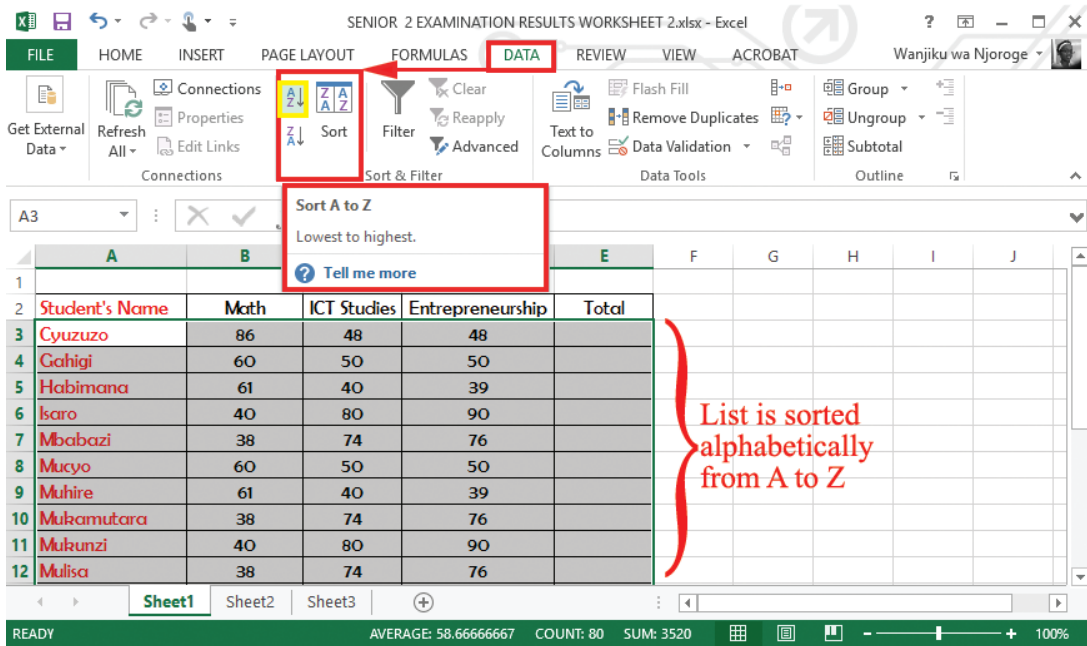 SENIOR 2 EXAMINATION RESULTS WORKSHEET 2.xlsx - Excel
?
FILE HOME INSERT PAGE LAYOUT FORMULAS DATA REVIEW VIEW ACROBAT Wanjiku wa Njoroge
Get External
Data
Refresh
All
Connections
Properties
Edit Links
Connections
A
Z
Z
A
Z A
A Z
Sort
Filter
Clear
Reapply
Advanced
Sort & Filter
Text to
Columns
Flash Fill
Remove Duplicates
Data Validation
Data Tools
Group
Ungroup
Subtotal
Outline
A3
Sort A to Z
Lowest to highest.
? Tell me more
A B E F G H I J
1
2 Student's Name Math ICT Studies Entrepreneurship Total
3 Cyuzuzo 86 48 48
4 Gahigi 60 50 50
5 Habimana 61 40 39
6 Isaro 40 80 90
7 Mbabazi 38 74 76
8 Mucyo 60 50 50
9 Muhire 61 40 39
10 Mukamutara 38 74 76
11 Mukunzi 40 80 90
12 Mulisa 38 74 76
List is sorted
alphabetically
from A to Z
Sheet1 Sheet2 Sheet3
READY AVERAGE: 58.66666667 COUNT: 80 SUM: 3520 - + 100%